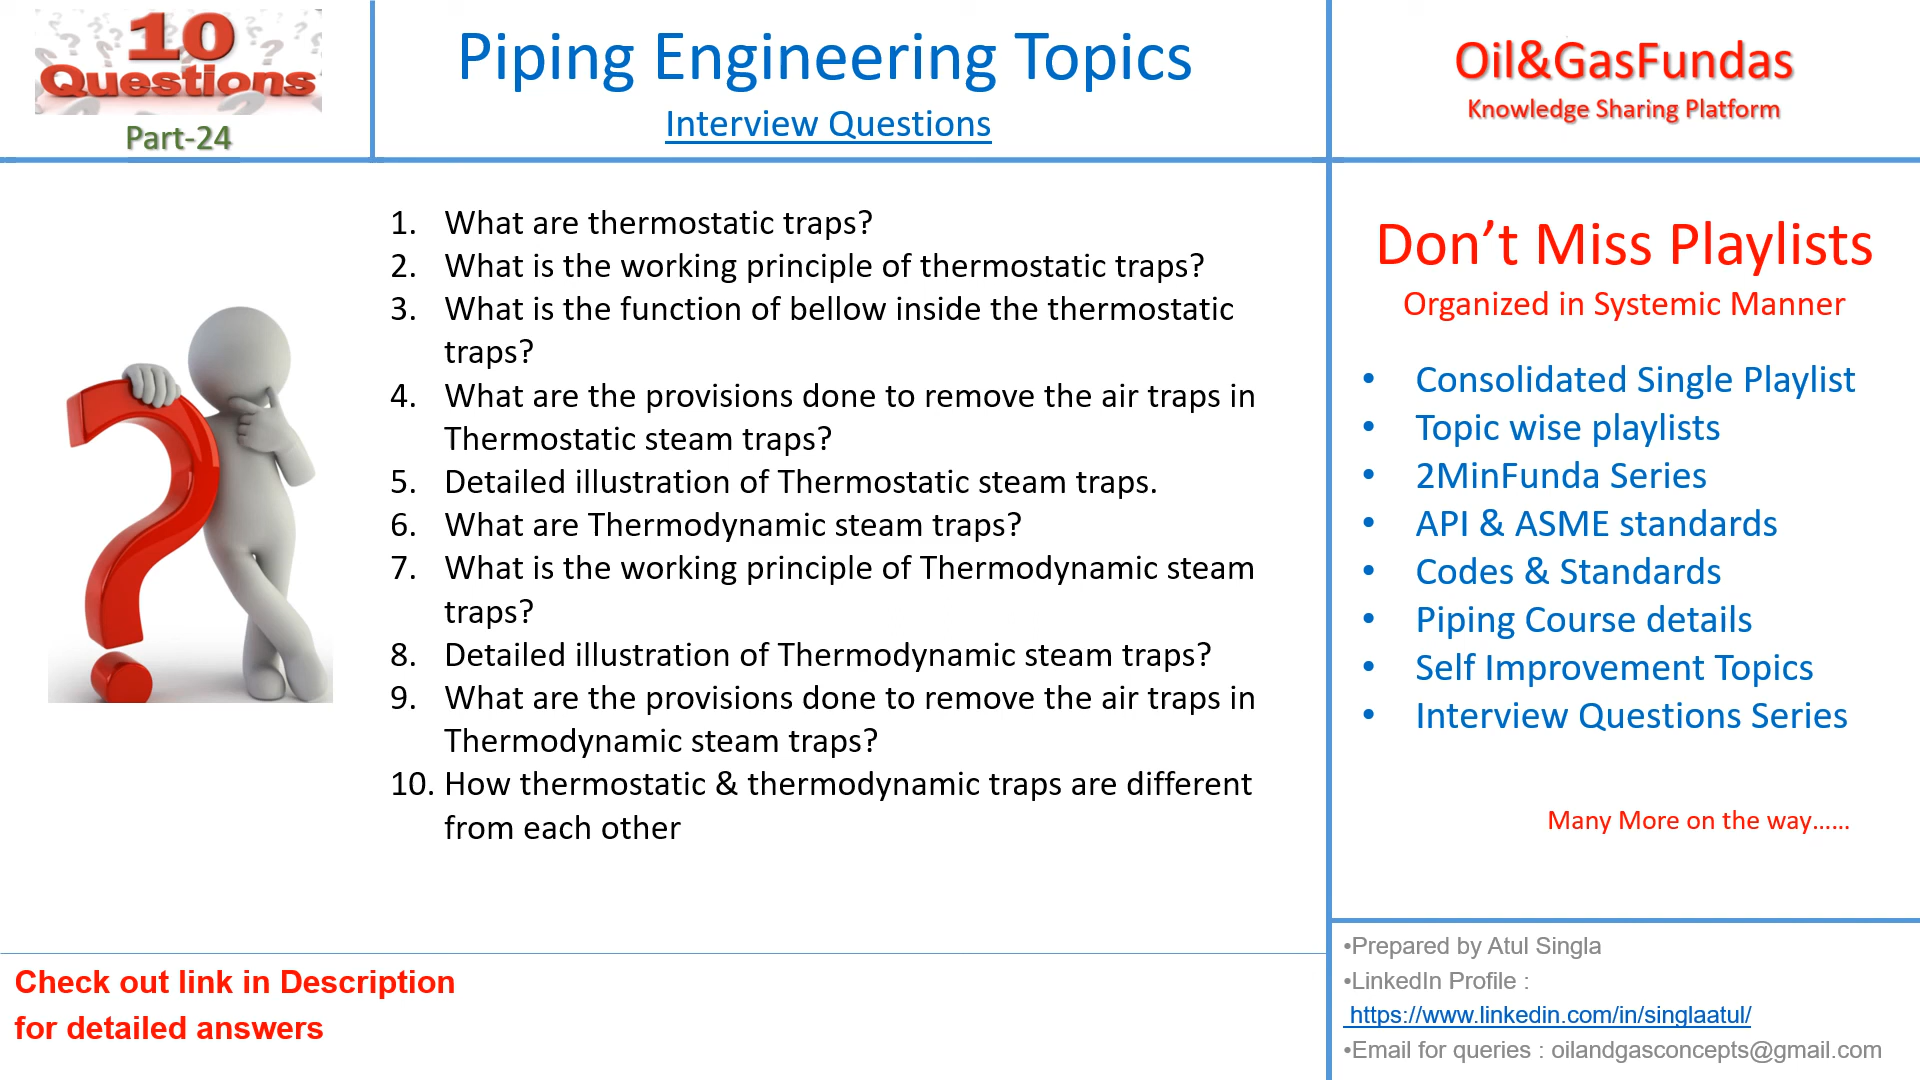 10
Questions
Part-24
Piping Engineering Topics
Interview Questions
Oil&GasFundas
Knowledge Sharing Platform
1. What are thermostatic traps?
2. What is the working principle of thermostatic traps?
3. What is the function of bellow inside the thermostatic
traps?
4. What are the provisions done to remove the air traps in
Thermostatic steam traps?
5. Detailed illustration of Thermostatic steam traps.
6. What are Thermodynamic steam traps?
7. What is the working principle of Thermodynamic steam
traps?
8. Detailed illustration of Thermodynamic steam traps?
9. What are the provisions done to remove the air traps in
Thermodynamic steam traps?
10. How thermostatic & thermodynamic traps are different
from each other
Don’t Miss Playlists
Organized in Systemic Manner
• Consolidated Single Playlist
• Topic wise playlists
• 2MinFunda Series
• API & ASME standards
• Codes & Standards
• Piping Course details
• Self Improvement Topics
• Interview Questions Series
Many More on the way......
Check out link in Description
for detailed answers
•Prepared by Atul Singla
•LinkedIn Profile :
https://www.linkedin.com/in/singlaatul/
•Email for queries : oilandgasconcepts@gmail.com